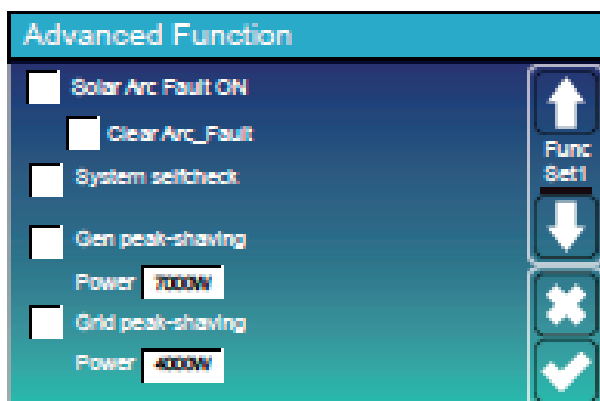 Advanced Function
Solar Arc Fault ON
Clear Arc_Fault
System selfcheck
Gen peak-shaving
Power 7000W
Grid peak-shaving
Power 4000W
Func
Set1